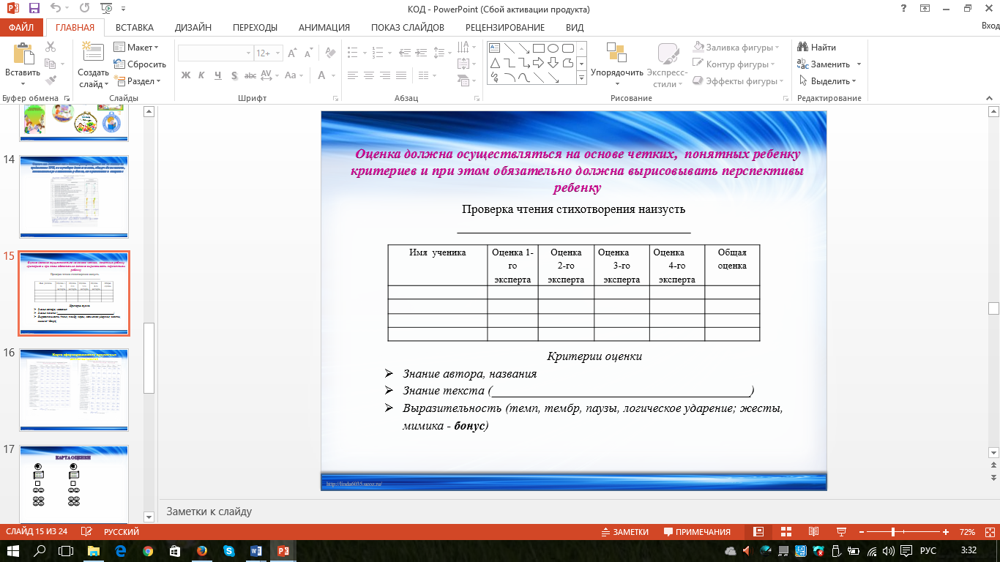 КОД - PowerPoint (Сбой активации продукта)
?
Вход
ФАЙЛ ГЛАВНАЯ ВСТАВКА ДИЗАЙН ПЕРЕХОДЫ АНИМАЦИЯ ПОКАЗ СЛАЙДОВ РЕЦЕНЗИРОВАНИЕ ВИД
Вставить
Создать слайд
Макет
Сбросить
Раздел
12+
Ж К Ч S abc AV Aa A
Упорядочить
Экспресс-стили
Заливка фигуры
Контур фигуры
Эффекты фигуры
Найти
Заменить
Выделить
Буфер обмена Слайды Шрифт Абзац Рисование Редактирование
14
15
16
17
КАРТА ОЦЕНКИ
Оценка должна осуществляться на основе четких, понятных ребенку
критериев и при этом обязательно должна вырисовывать перспективы
ребенку
Проверка чтения стихотворения наизусть
Имя ученика
Оценка 1-
го
эксперта
Оценка
2-го
эксперта
Оценка
3-го
эксперта
Оценка
4-го
эксперта
Общая
оценка
Критерии оценки
Знание автора, названия
Знание текста (________________________________________)
Выразительность (темп, тембр, паузы, логическое ударение; жесты,
мимика - бонус)
http://linda6035.ucoz.ru/
Заметки к слайду
СЛАЙД 15 ИЗ 24 РУССКИЙ ЗАМЕТКИ ПРИМЕЧАНИЯ 72%
РУС 3:32